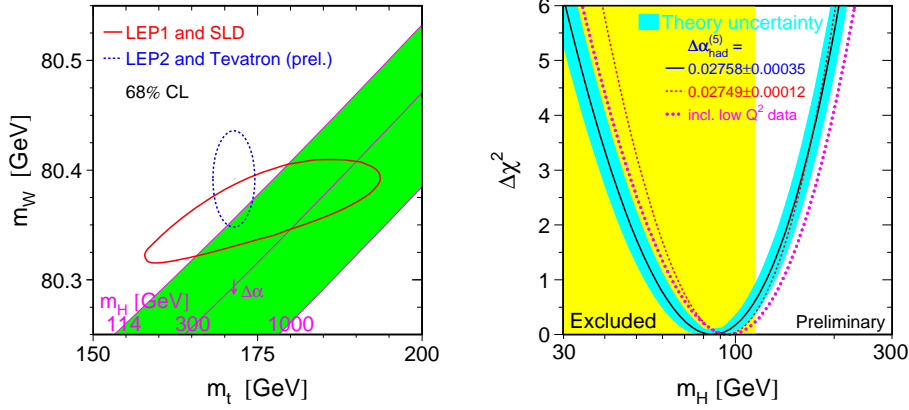 80.5
80.4
80.3
m_W [GeV]
LEP1 and SLD
LEP2 and Tevatron (prel.)
68% CL
m_H [GeV]
114 300 1000
Δα
150 175 200
m_t [GeV]
6
5
4
3
2
1
0
Δχ²
Theory uncertainty
Δα_had^(5) =
0.02758±0.00035
0.02749±0.00012
incl. low Q² data
Excluded
Preliminary
30 100 300
m_H [GeV]